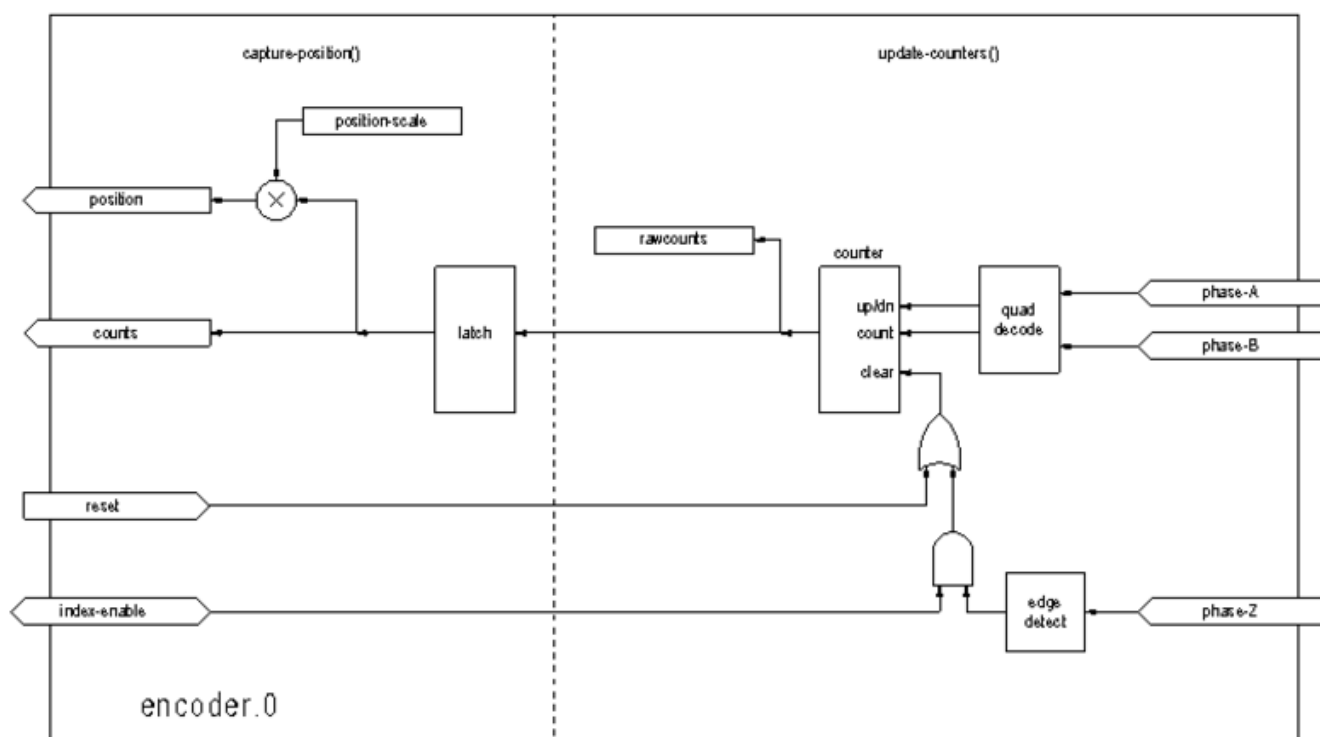 capture-position()
update-counters()
position-scale
position
rawcounts
counter
phase-A
up/dn
quad
decode
counts
latch
count
phase-B
clear
reset
index-enable
edge
detect
phase-Z
encoder.0